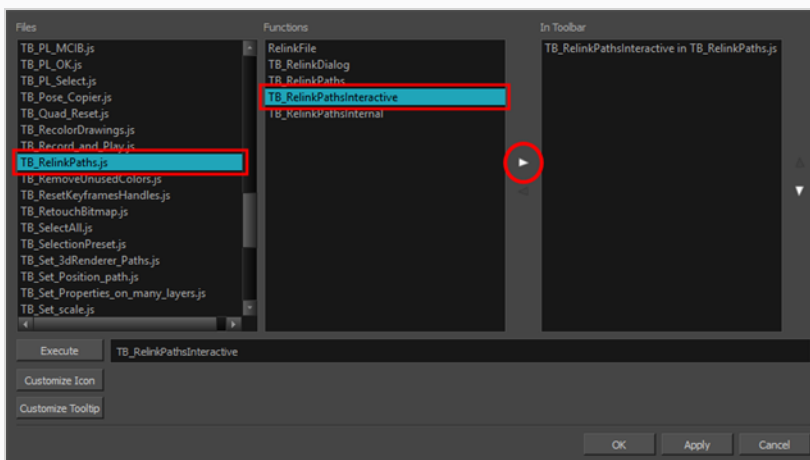 Files
TB_PL_MCIB.js
TB_PL_OK.js
TB_PL_Select.js
TB_Pose_Copier.js
TB_Quad_Reset.js
TB_RecolorDrawings.js
TB_Record_and_Play.js
TB_RelinkPaths.js
TB_RemoveUnusedColors.js
TB_ResetKeyframesHandles.js
TB_RetouchBitmap.js
TB_SelectAll.js
TB_SelectionPreset.js
TB_Set_3dRenderer_Paths.js
TB_Set_Position_path.js
TB_Set_Properties_on_many_layers.js
TB_Set_scale.js
Functions
RelinkFile
TB_RelinkDialog
TB_RelinkPaths
TB_RelinkPathsInteractive
TB_RelinkPathsInternal
In Toolbar
TB_RelinkPathsInteractive in TB_RelinkPaths.js
Execute
TB_RelinkPathsInteractive
Customize Icon
Customize Tooltip
OK
Apply
Cancel